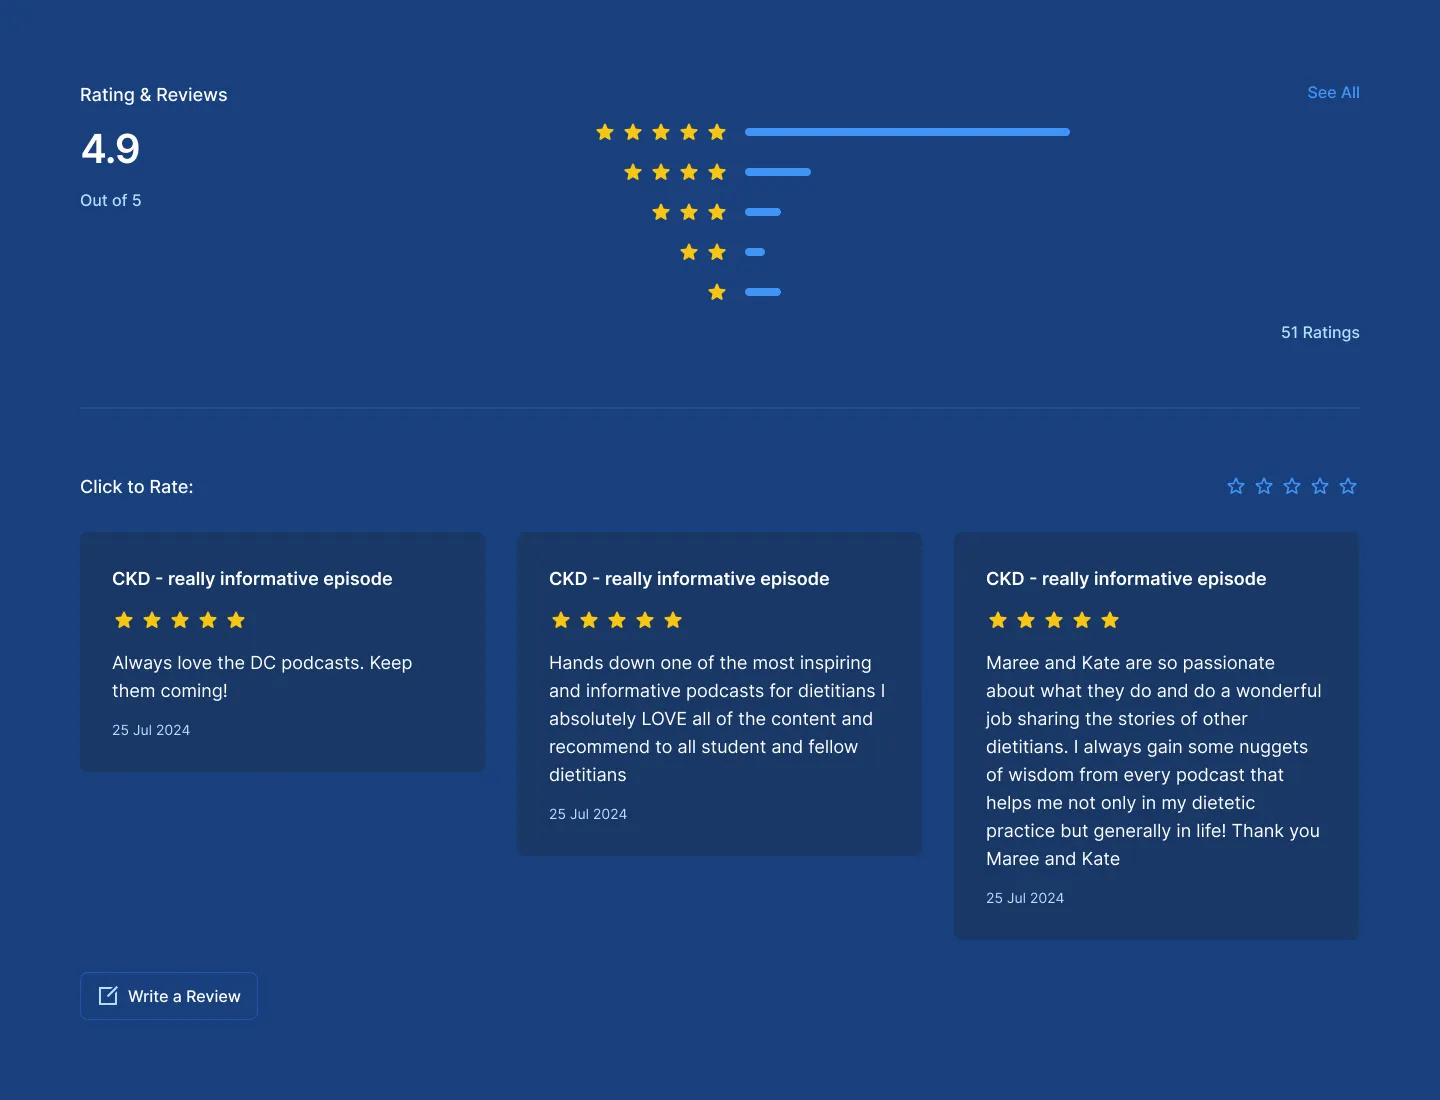 Rating & Reviews
See All
4.9
Out of 5
51 Ratings
Click to Rate:
CKD - really informative episode
Always love the DC podcasts. Keep
them coming!
25 Jul 2024
CKD - really informative episode
Hands down one of the most inspiring
and informative podcasts for dietitians I
absolutely LOVE all of the content and
recommend to all student and fellow
dietitians
25 Jul 2024
CKD - really informative episode
Maree and Kate are so passionate
about what they do and do a wonderful
job sharing the stories of other
dietitians. I always gain some nuggets
of wisdom from every podcast that
helps me not only in my dietetic
practice but generally in life! Thank you
Maree and Kate
25 Jul 2024
Write a Review